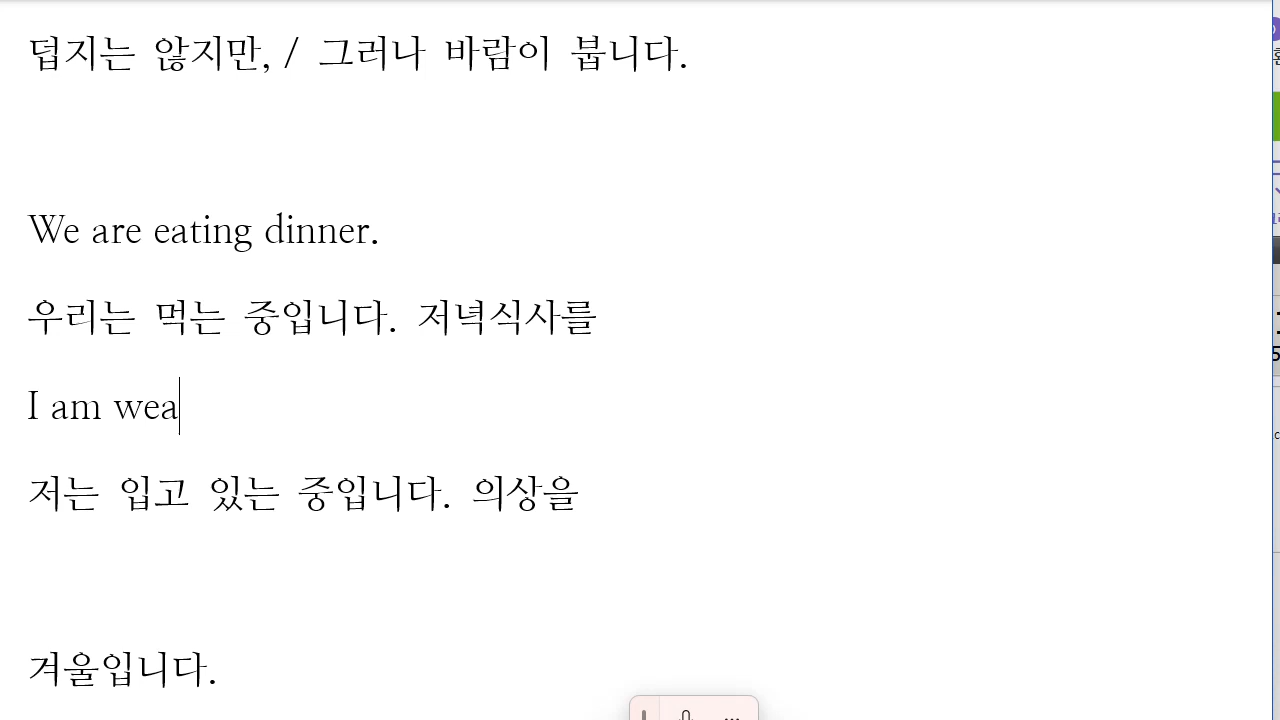 덥지는 않지만, / 그러나 바람이 붑니다.
We are eating dinner.
우리는 먹는 중입니다. 저녁식사를
I am wea
저는 입고 있는 중입니다. 의상을
겨울입니다.